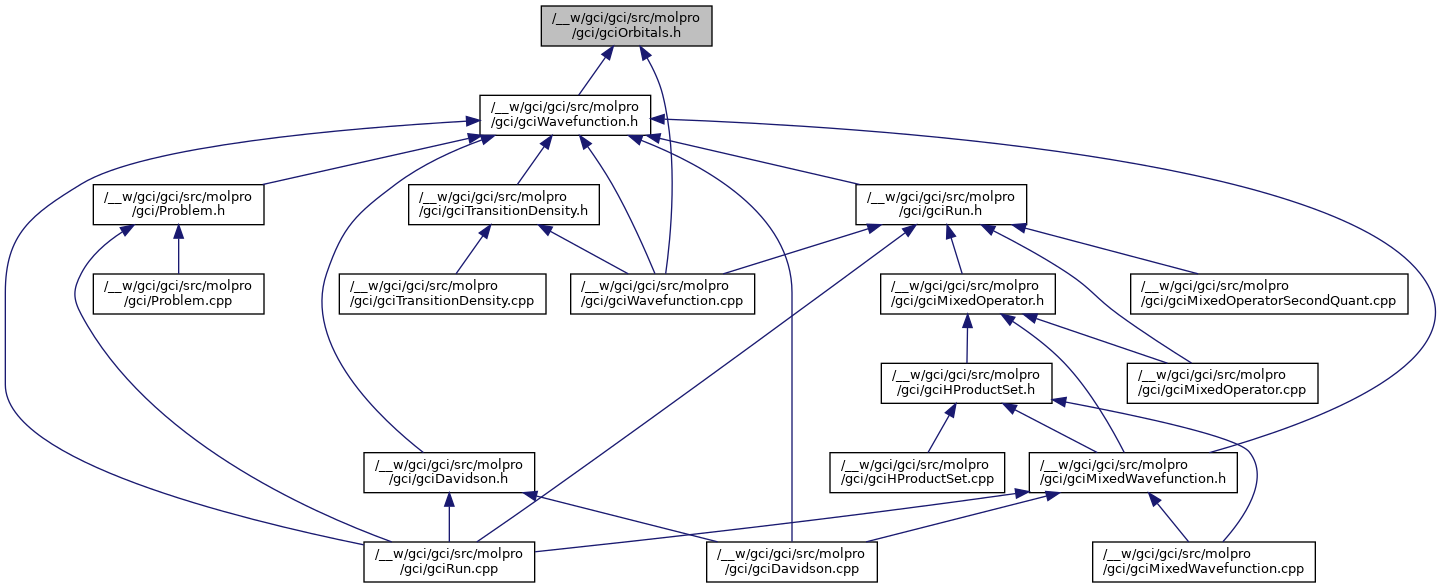 /__w/gci/gci/src/molpro
/gci/gciOrbitals.h
/__w/gci/gci/src/molpro
/gci/gciWavefunction.h
/__w/gci/gci/src/molpro
/gci/Problem.h
/__w/gci/gci/src/molpro
/gci/gciTransitionDensity.h
/__w/gci/gci/src/molpro
/gci/gciRun.h
/__w/gci/gci/src/molpro
/gci/Problem.cpp
/__w/gci/gci/src/molpro
/gci/gciTransitionDensity.cpp
/__w/gci/gci/src/molpro
/gci/gciWavefunction.cpp
/__w/gci/gci/src/molpro
/gci/gciMixedOperator.h
/__w/gci/gci/src/molpro
/gci/gciMixedOperatorSecondQuant.cpp
/__w/gci/gci/src/molpro
/gci/gciHProductSet.h
/__w/gci/gci/src/molpro
/gci/gciMixedOperator.cpp
/__w/gci/gci/src/molpro
/gci/gciDavidson.h
/__w/gci/gci/src/molpro
/gci/gciHProductSet.cpp
/__w/gci/gci/src/molpro
/gci/gciMixedWavefunction.h
/__w/gci/gci/src/molpro
/gci/gciRun.cpp
/__w/gci/gci/src/molpro
/gci/gciDavidson.cpp
/__w/gci/gci/src/molpro
/gci/gciMixedWavefunction.cpp